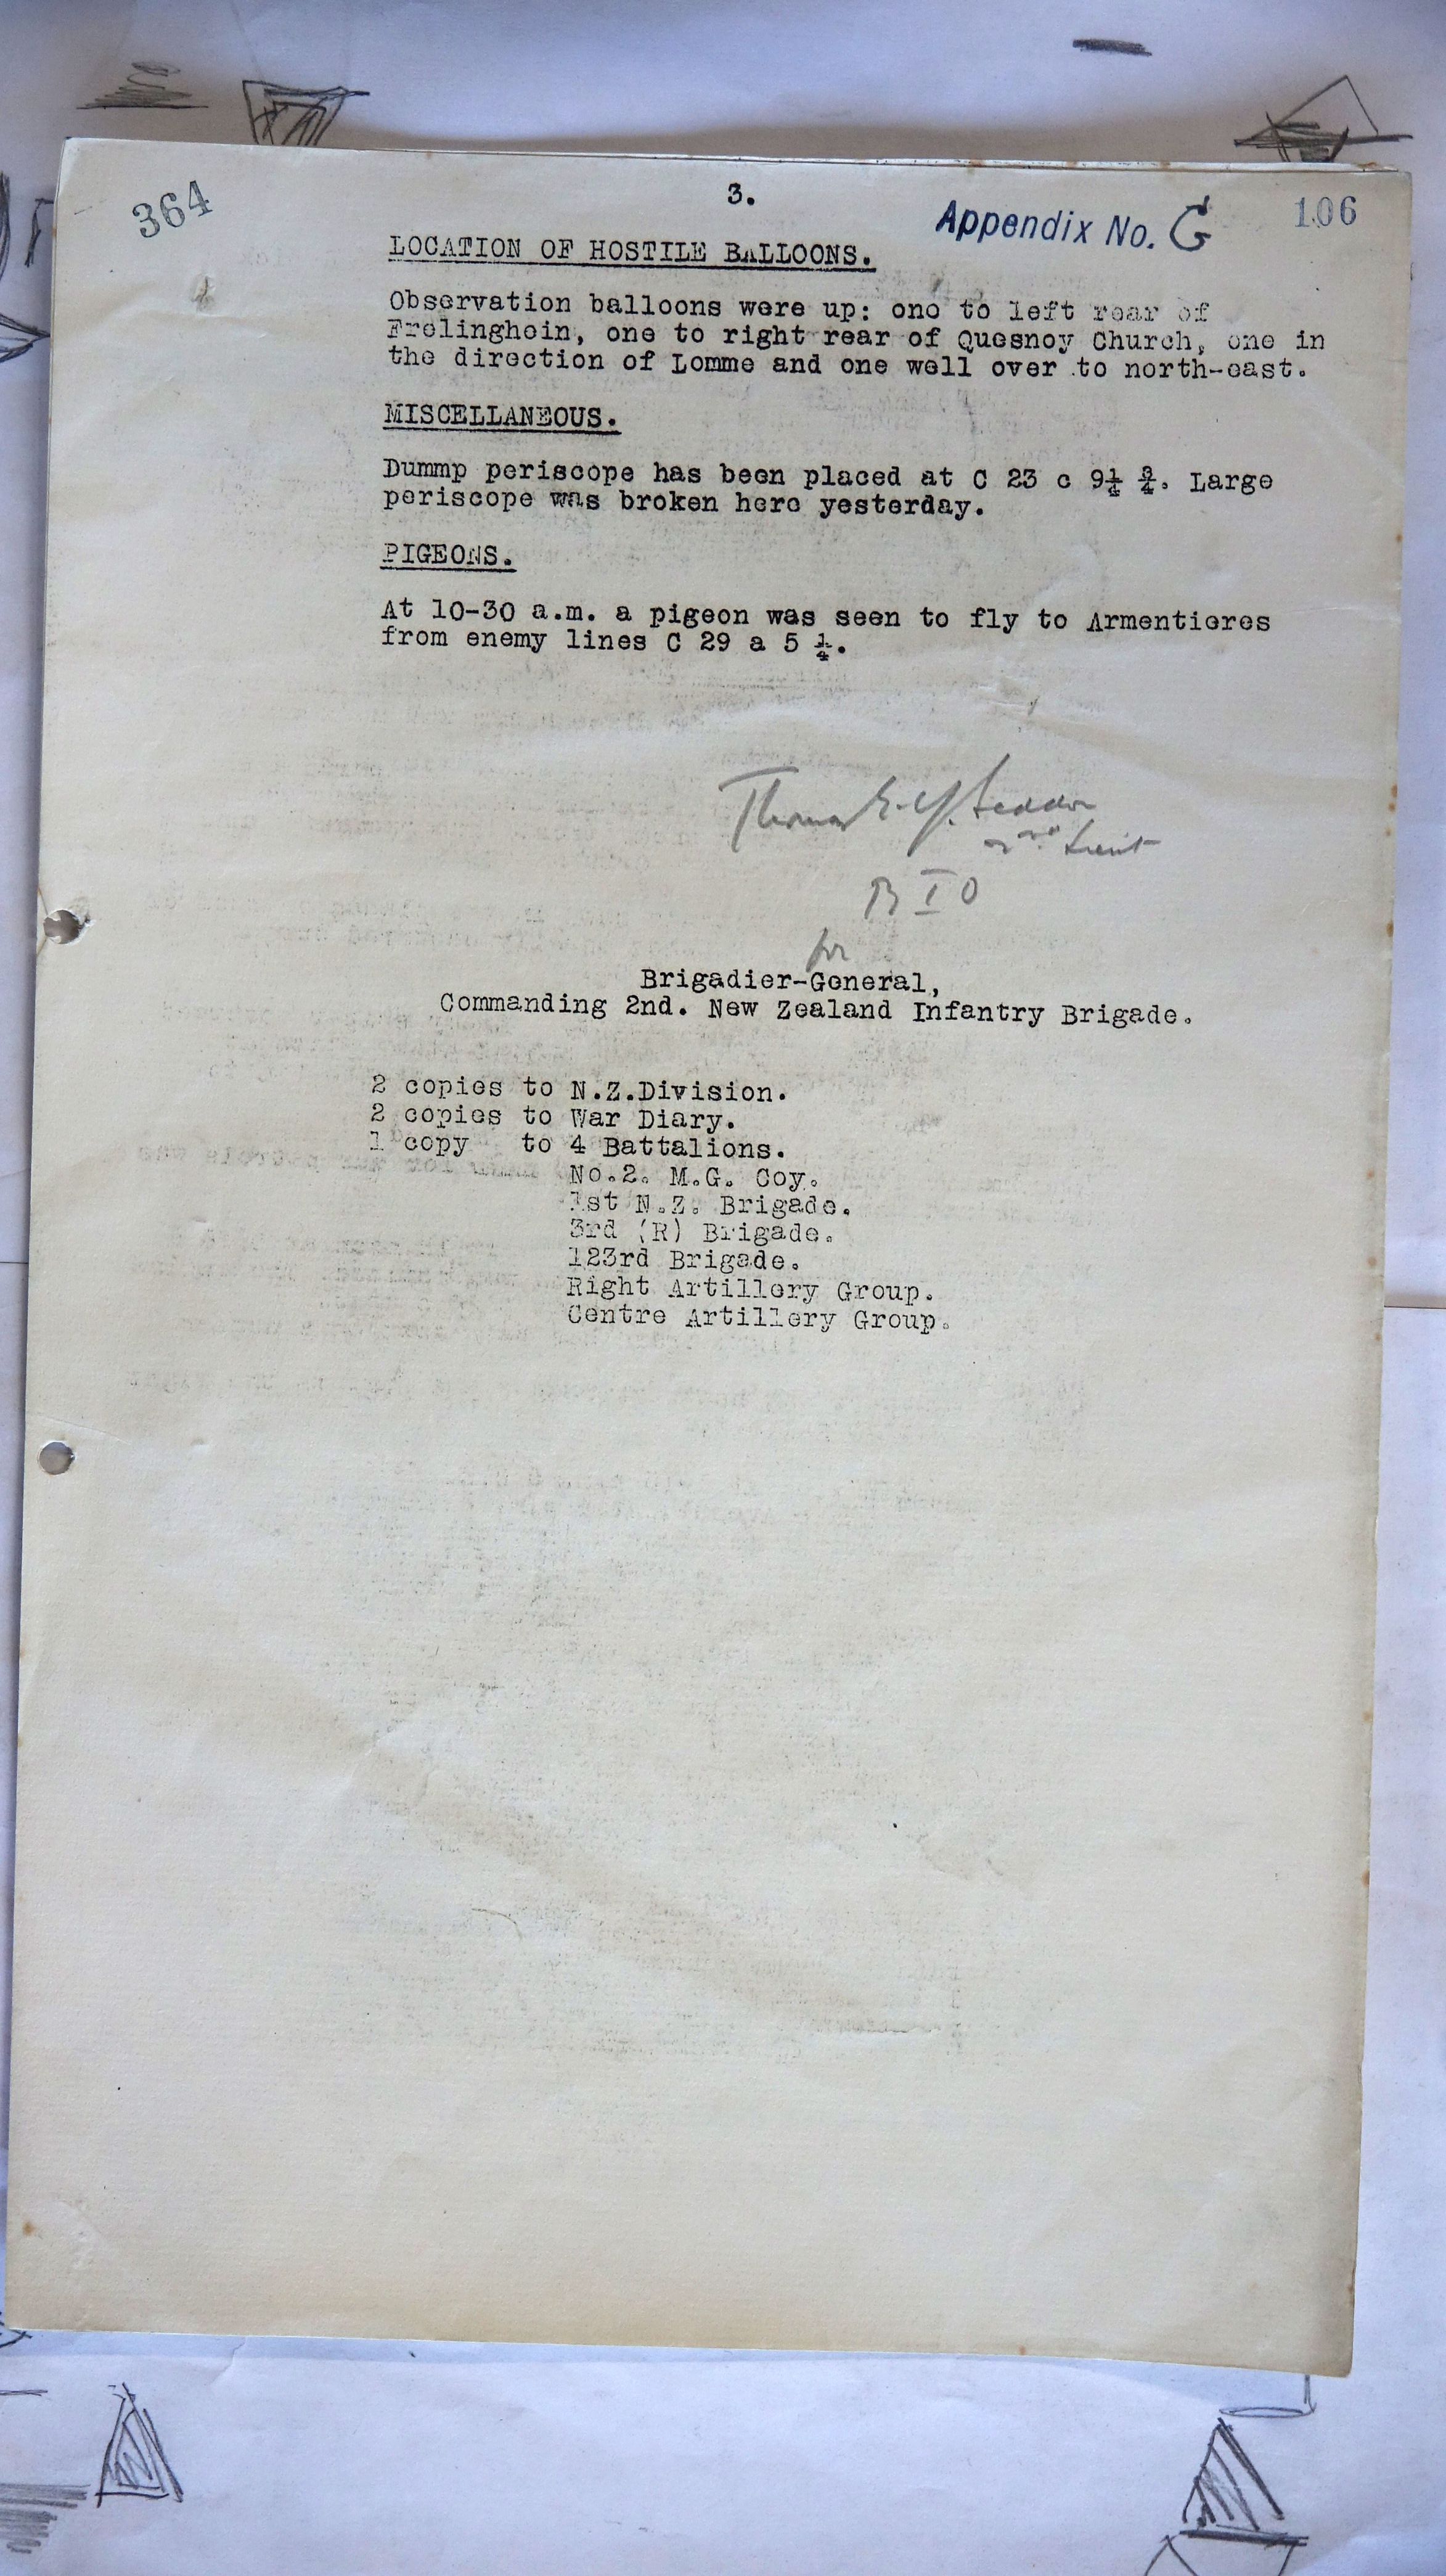 364
3.
Appendix No. G
106
LOCATION OF HOSTILE BALLOONS.
Observation balloons were up: one to left rear of
Frelinghein, one to right rear of Quesnoy Church, one in
the direction of Lomme and one well over to north-east.
MISCELLANEOUS.
Dummp periscope has been placed at C 23 c 9¼ ¾. Large
periscope was broken here yesterday.
PIGEONS.
At 10-30 a.m. a pigeon was seen to fly to Armentieres
from enemy lines C 29 a 5 ¼.
Thomas E. Y. Seddon
2nd Lieut
B I O
for
Brigadier-General,
Commanding 2nd. New Zealand Infantry Brigade.
2 copies to N.Z.Division.
2 copies to War Diary.
1 copy to 4 Battalions.
No.2. M.G. Coy.
1st N.Z. Brigade.
3rd (R) Brigade.
123rd Brigade.
Right Artillery Group.
Centre Artillery Group.